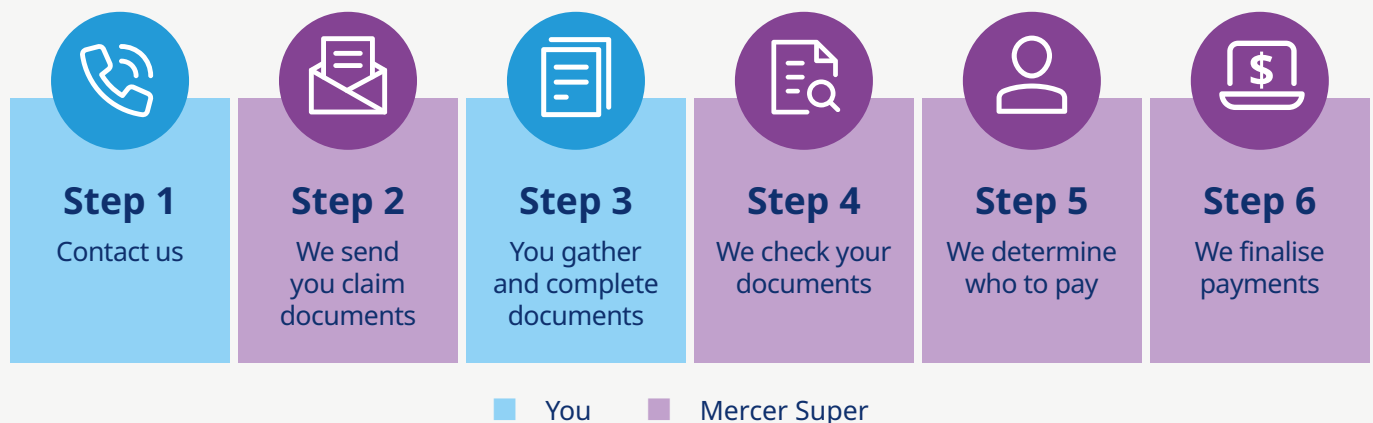 $
Step 1
Contact us
Step 2
We send
you claim
documents
Step 3
You gather
and complete
documents
Step 4
We check your
documents
Step 5
We determine
who to pay
Step 6
We finalise
payments
You
Mercer Super